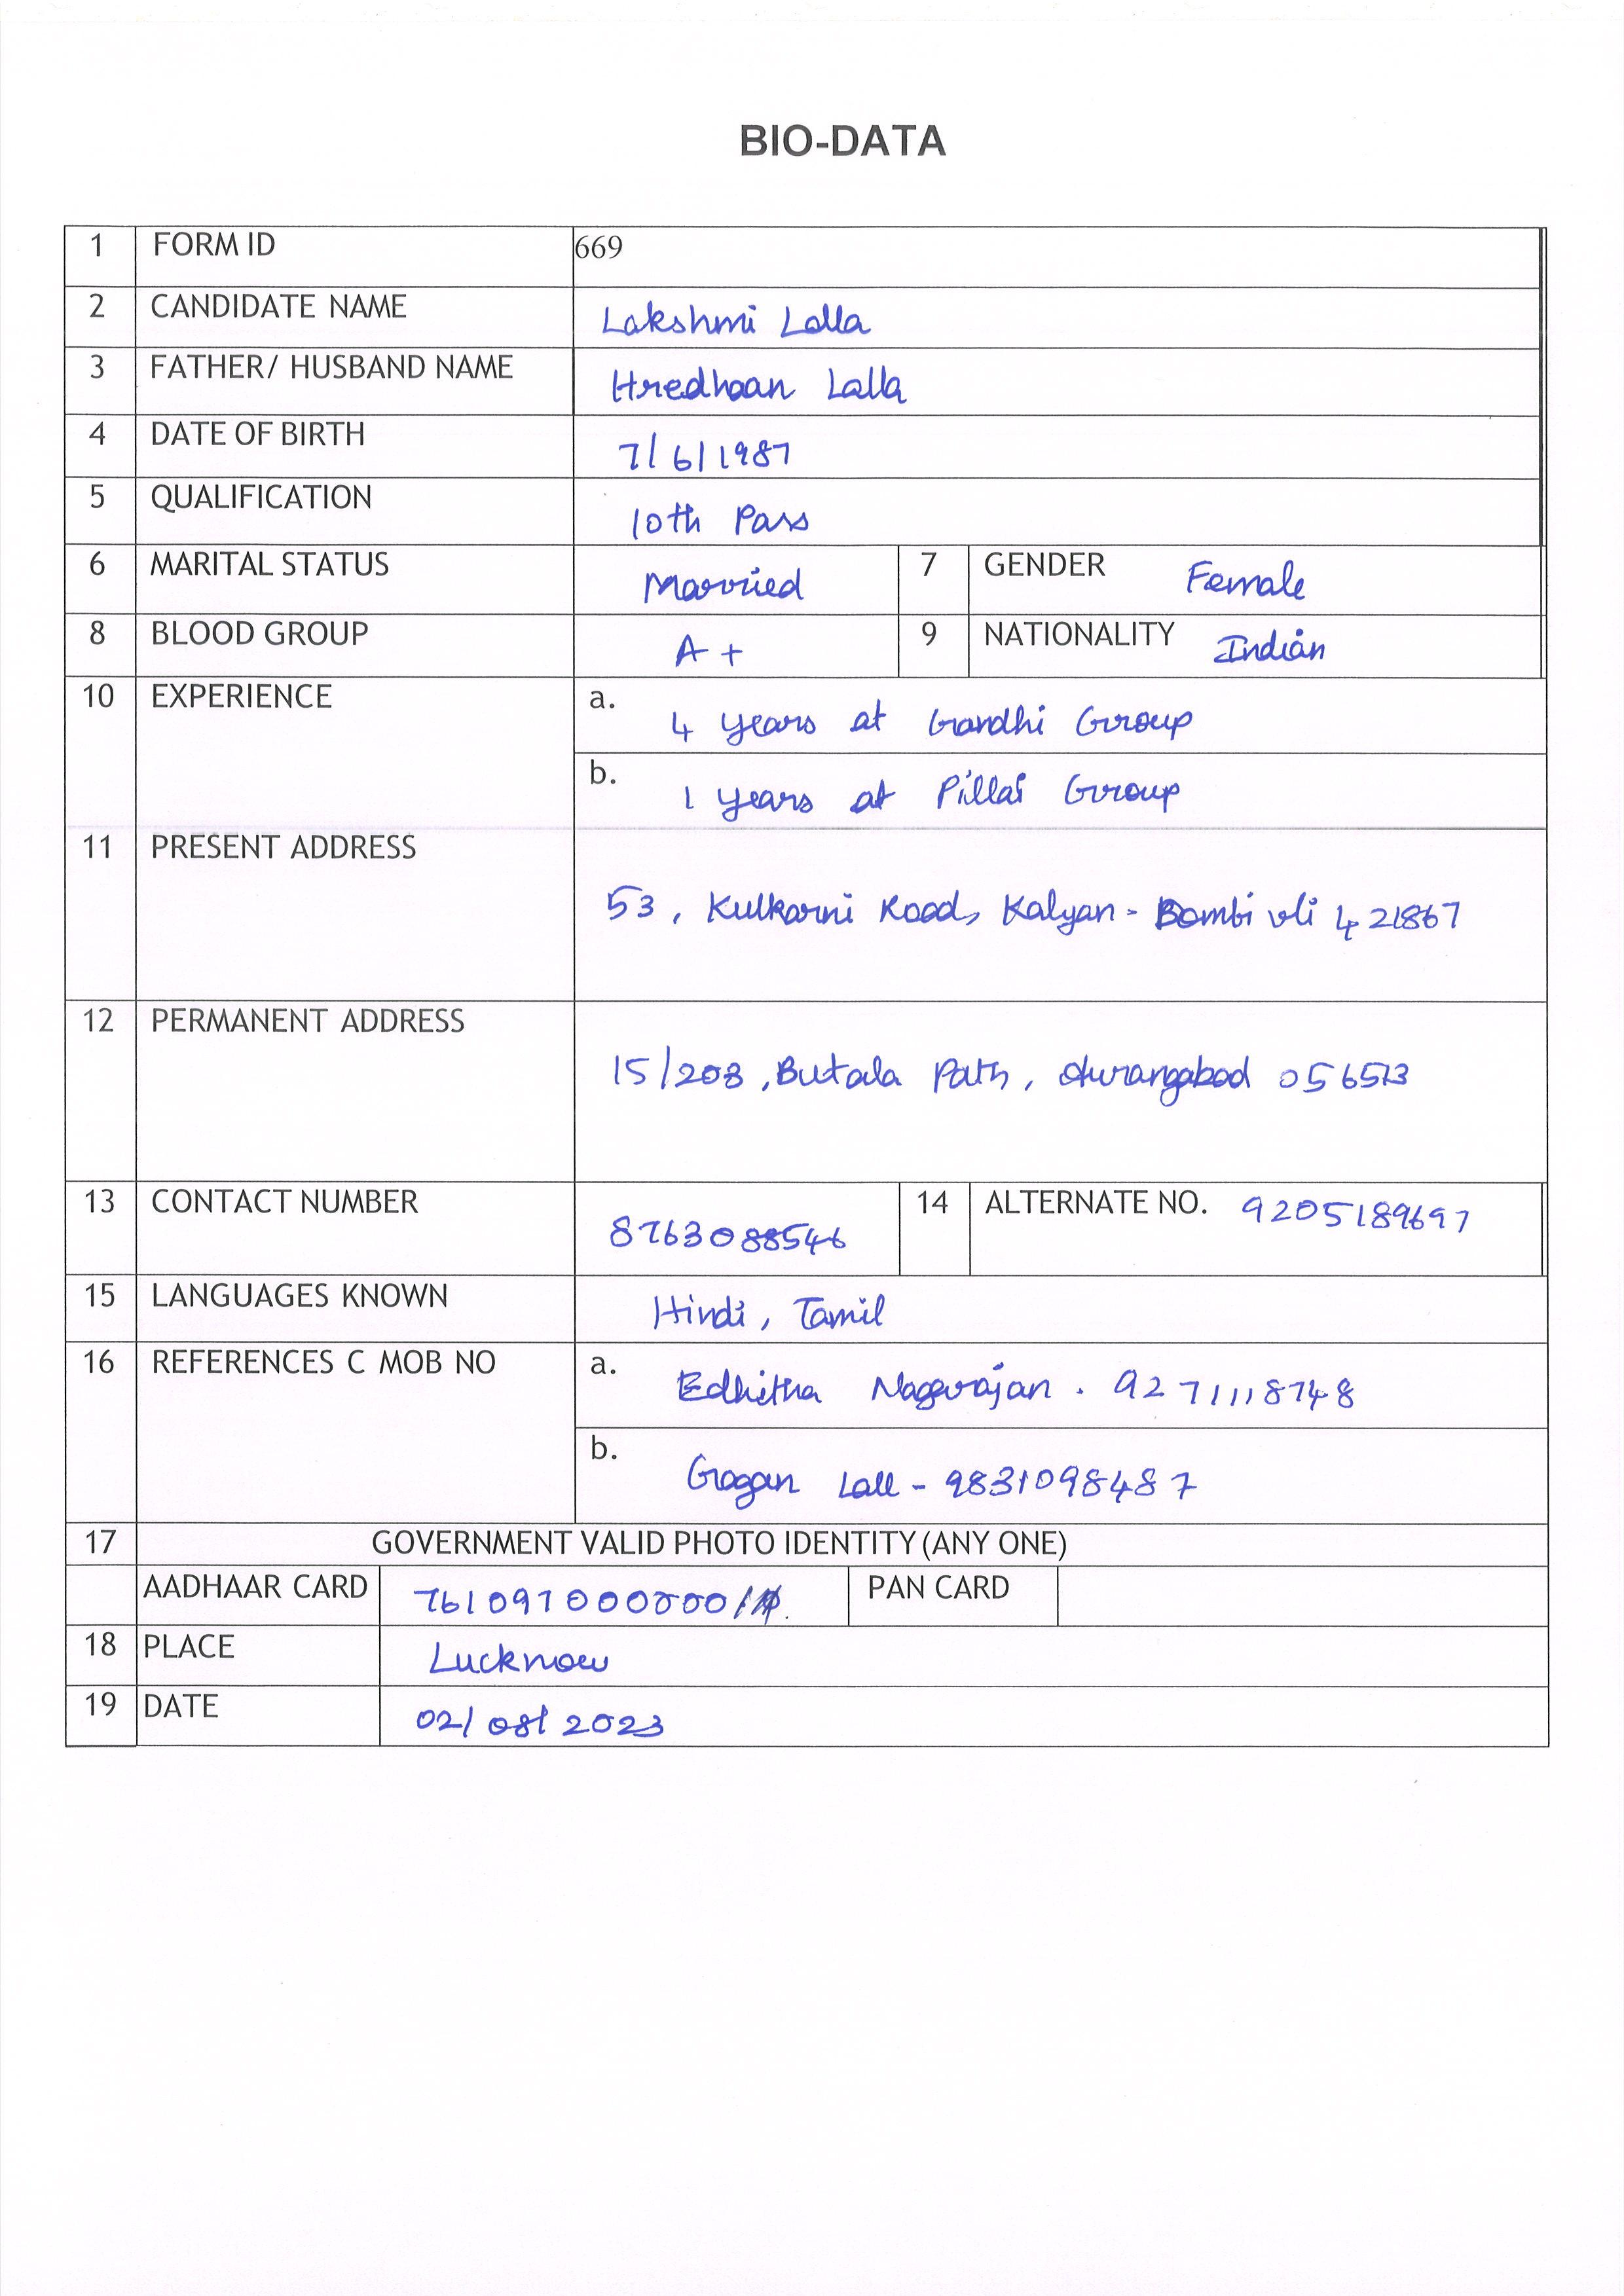 BIO-DATA
1 FORM ID 669
2 CANDIDATE NAME Lakshmi Lalla
3 FATHER/ HUSBAND NAME Hredhaan Lalla
4 DATE OF BIRTH 7/6/1987
5 QUALIFICATION 10th Pass
6 MARITAL STATUS Married 7 GENDER Female
8 BLOOD GROUP A+ 9 NATIONALITY Indian
10 EXPERIENCE a. 4 years at Gandhi Group
b. 1 years at Pillai Group
11 PRESENT ADDRESS
53, Kulkarni Road, Kalyan- Dombi vli 421867
12 PERMANENT ADDRESS
15/203, Butala Path, Aurangabad 056513
13 CONTACT NUMBER 8763088546 14 ALTERNATE NO. 9205189697
15 LANGUAGES KNOWN Hindi, Tamil
16 REFERENCES C MOB NO a. Edhitha Nagarajan. 9271118748
b. Gagan Lall - 9831098487
17 GOVERNMENT VALID PHOTO IDENTITY (ANY ONE)
AADHAAR CARD 761097000000 PAN CARD
18 PLACE Lucknow
19 DATE 02/08/2023